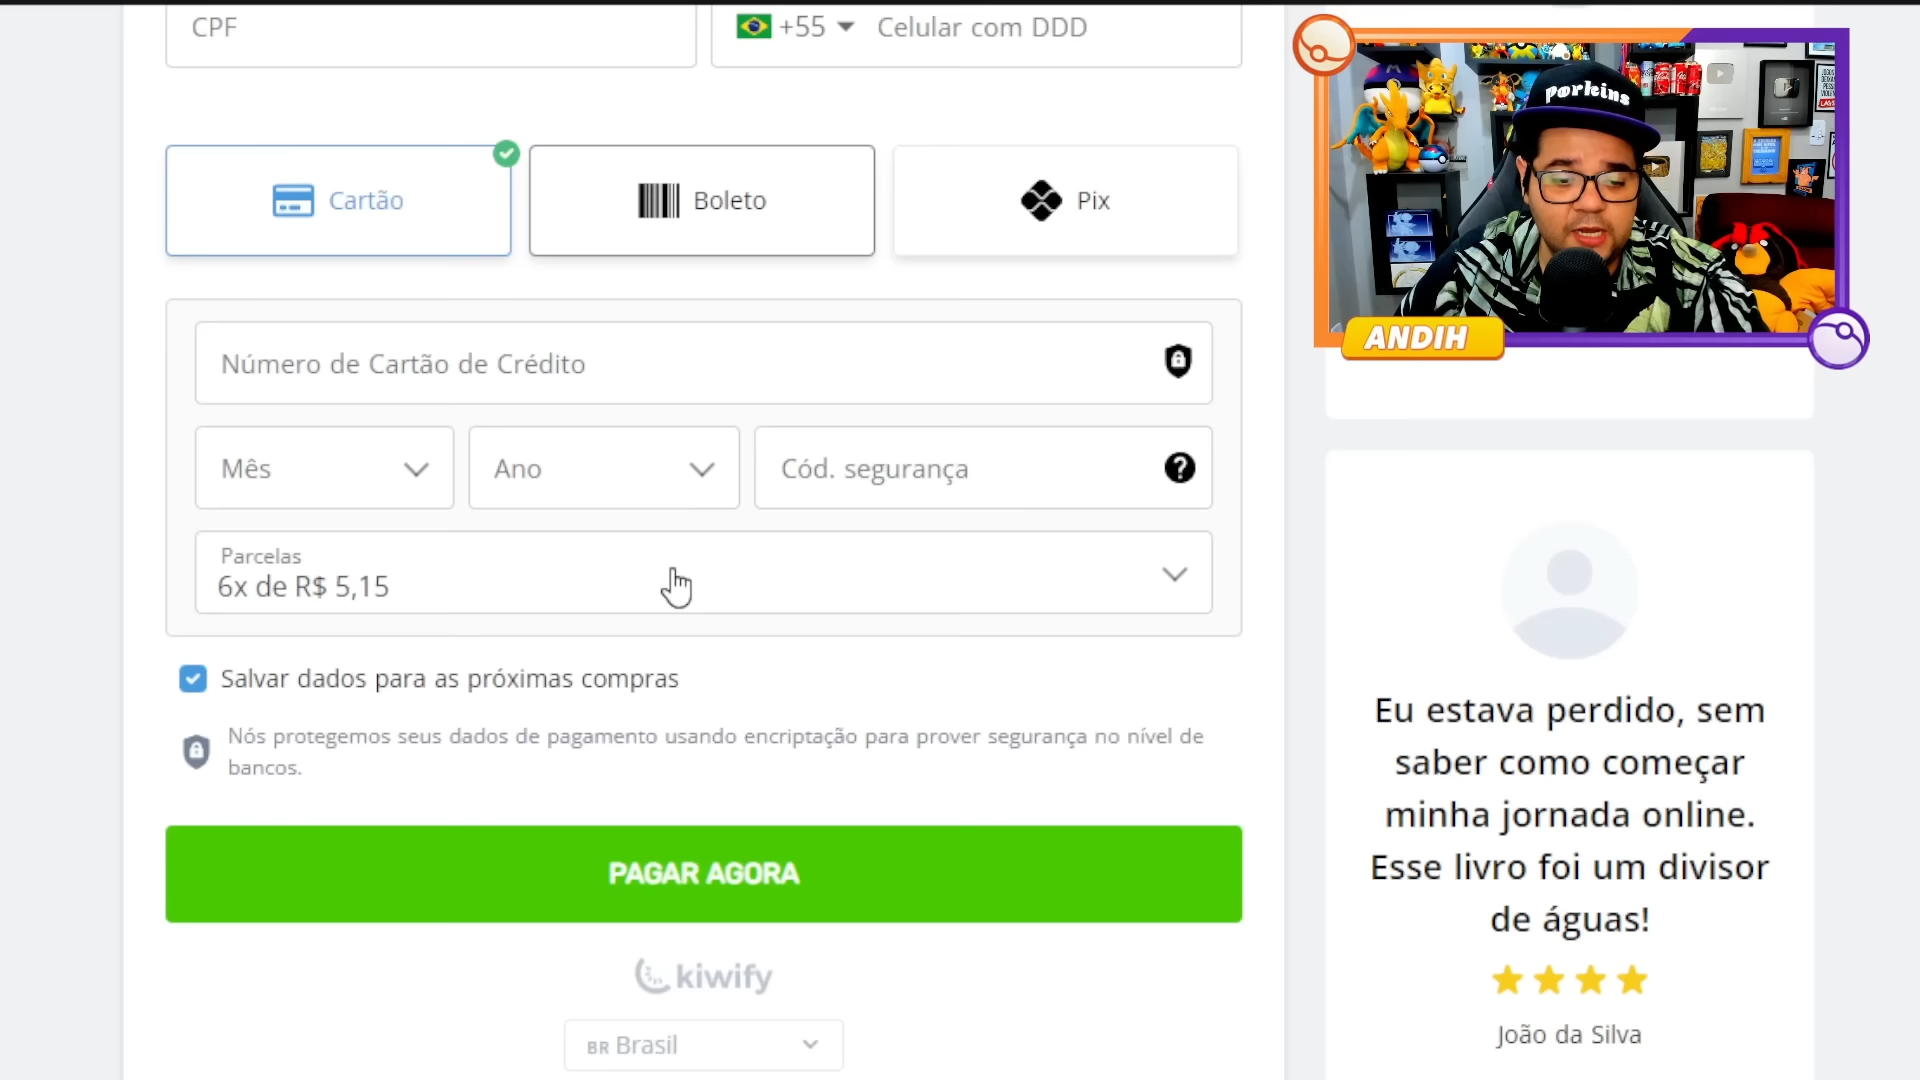 CPF
+55
Celular com DDD
Cartão
Boleto
Pix
Número de Cartão de Crédito
Mês
Ano
Cód. segurança
?
Parcelas
6x de R$ 5,15
Salvar dados para as próximas compras
Nós protegemos seus dados de pagamento usando encriptação para prover segurança no nível de
bancos.
PAGAR AGORA
kiwify
BR Brasil
porkins
ANDIH
Eu estava perdido, sem
saber como começar
minha jornada online.
Esse livro foi um divisor
de águas!
João da Silva